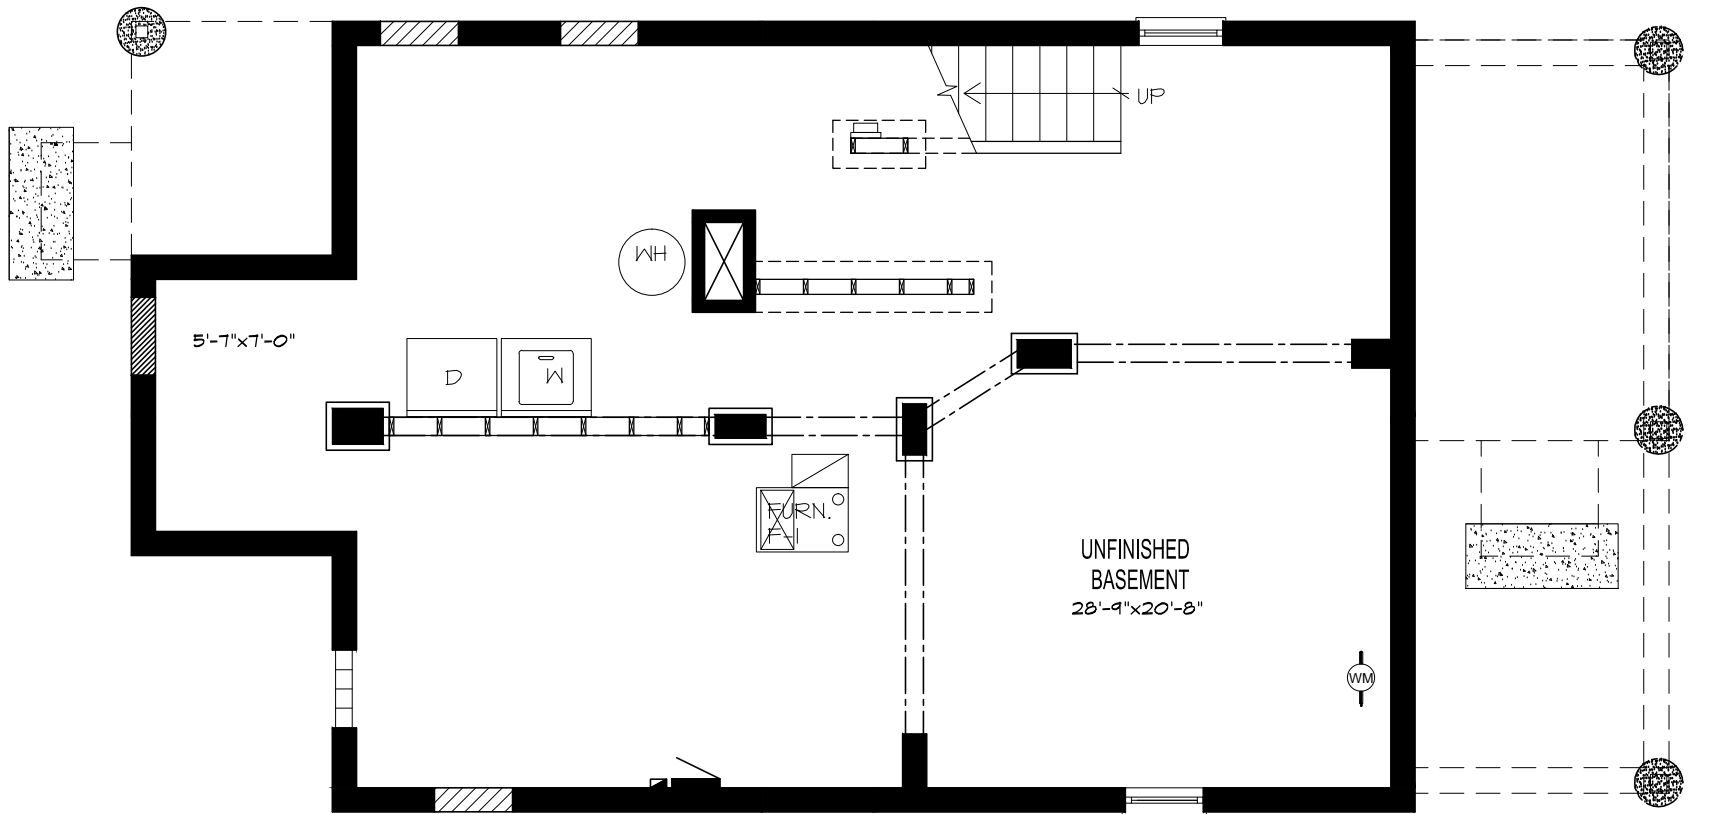 UP
WH
5'-7"x7'-0"
D
W
FURN.
F-1
UNFINISHED
BASEMENT
28'-9"x20'-8"
WM